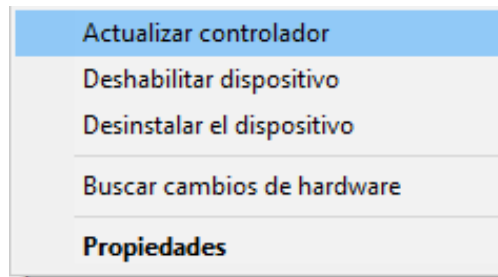 Actualizar controlador
Deshabilitar dispositivo
Desinstalar el dispositivo
Buscar cambios de hardware
Propiedades